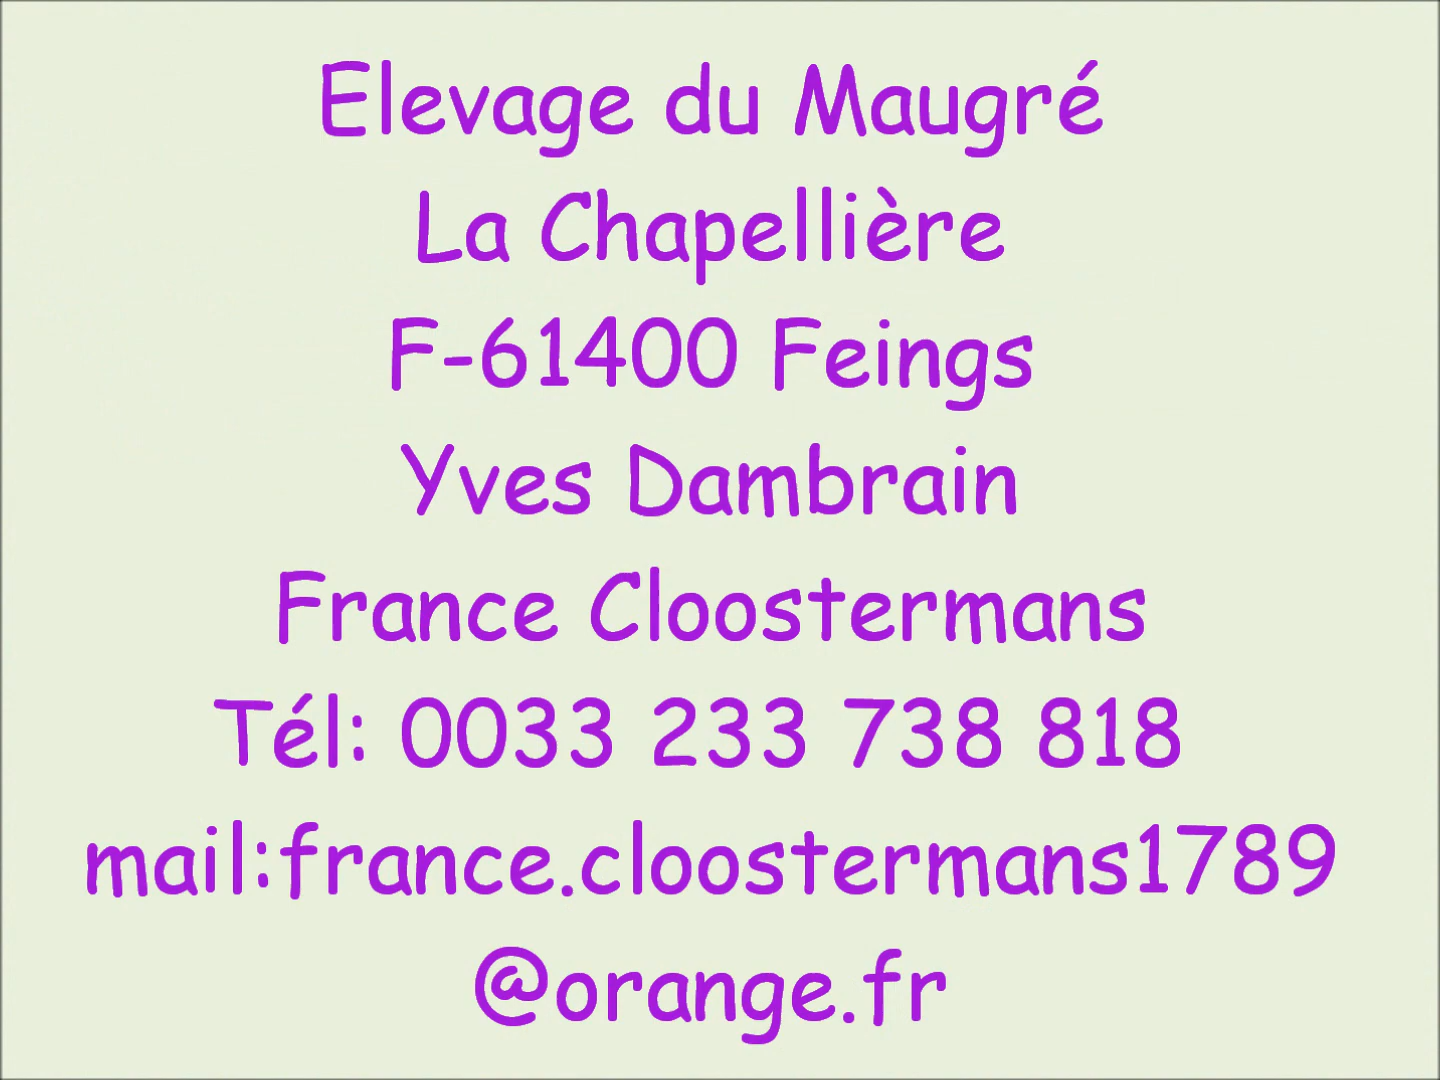 Elevage du Maugré
La Chapellière
F-61400 Feings
Yves Dambrain
France Cloostermans
Tél: 0033 233 738 818
mail:france.cloostermans1789
@orange.fr